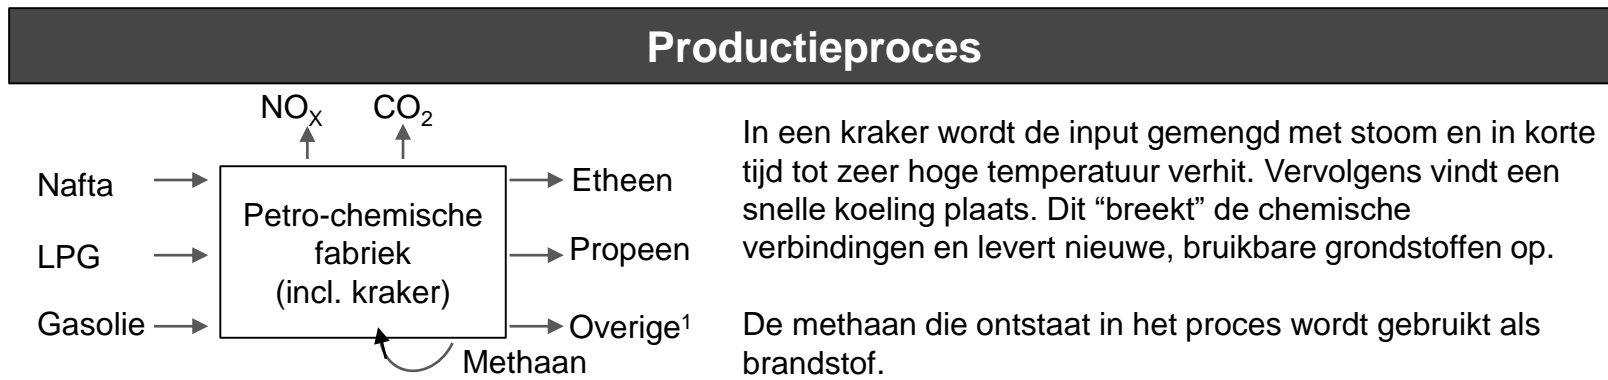 Productieproces
NOX CO2
Nafta
LPG
Gasolie
Petro-chemische
fabriek
(incl. kraker)
Etheen
Propeen
Overige1
Methaan
In een kraker wordt de input gemengd met stoom en in korte
tijd tot zeer hoge temperatuur verhit. Vervolgens vindt een
snelle koeling plaats. Dit “breekt” de chemische
verbindingen en levert nieuwe, bruikbare grondstoffen op.
De methaan die ontstaat in het proces wordt gebruikt als
brandstof.